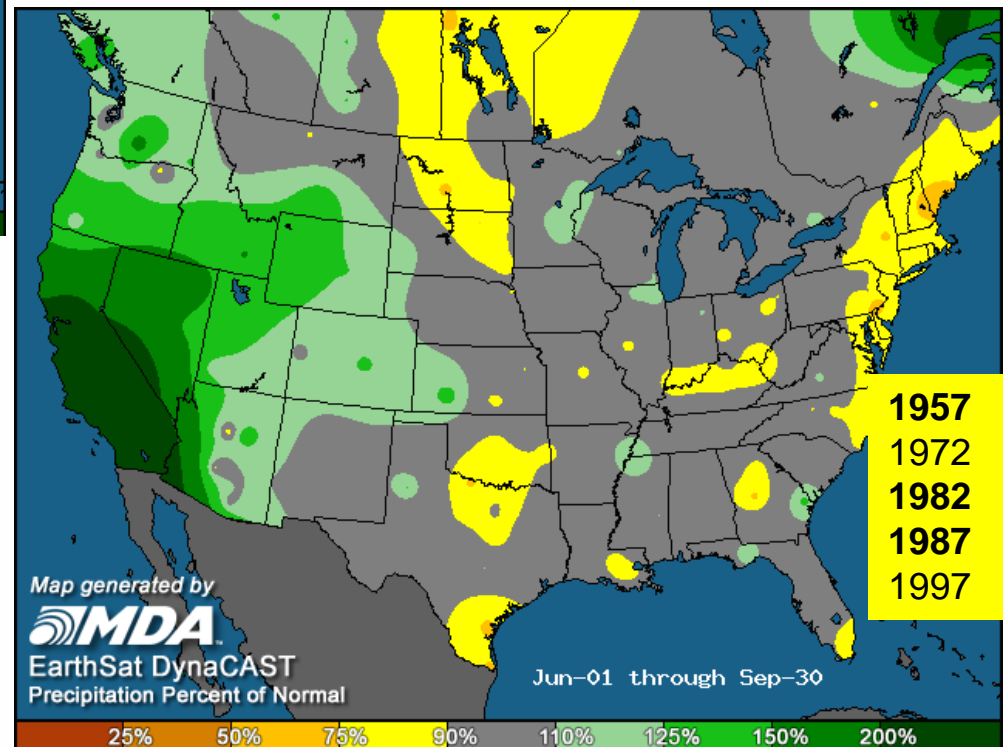 1957
1972
1982
1987
1997
Map generated by
MDA
EarthSat DynaCAST
Precipitation Percent of Normal
Jun-01 through Sep-30
25% 50% 75% 90% 110% 125% 150% 200%